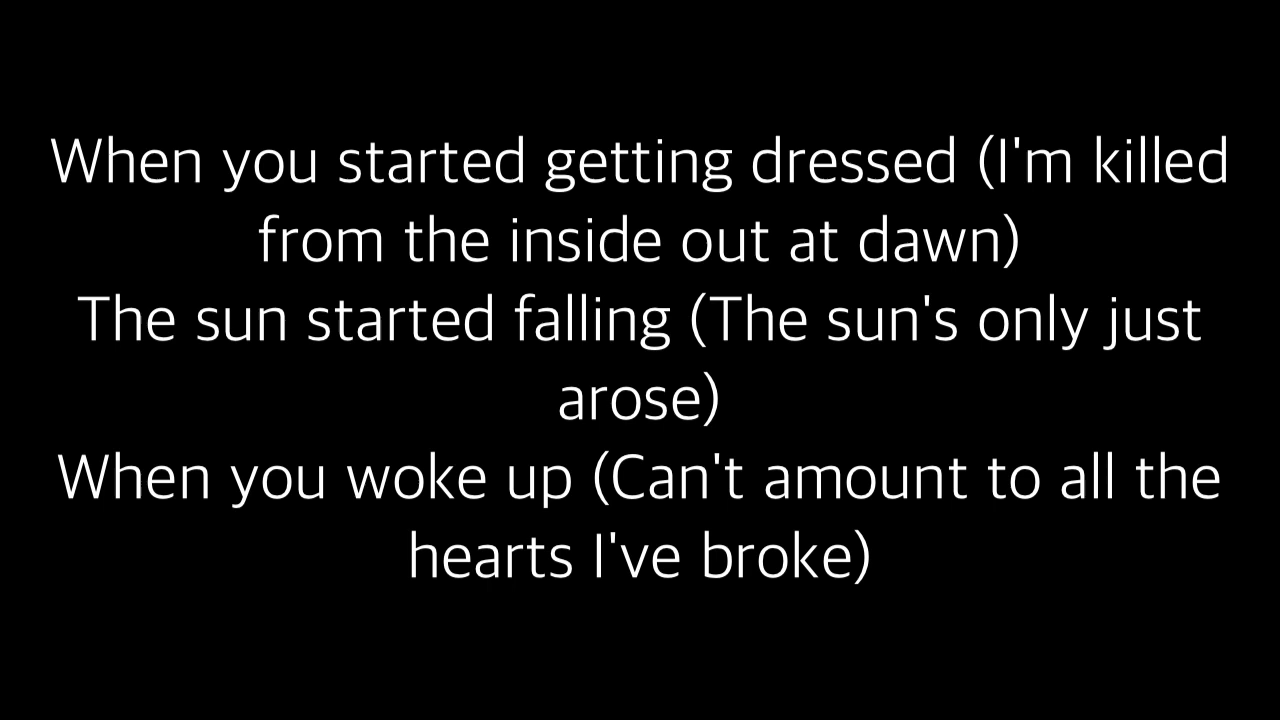 When you started getting dressed (I'm killed
from the inside out at dawn)
The sun started falling (The sun's only just
arose)
When you woke up (Can't amount to all the
hearts I've broke)